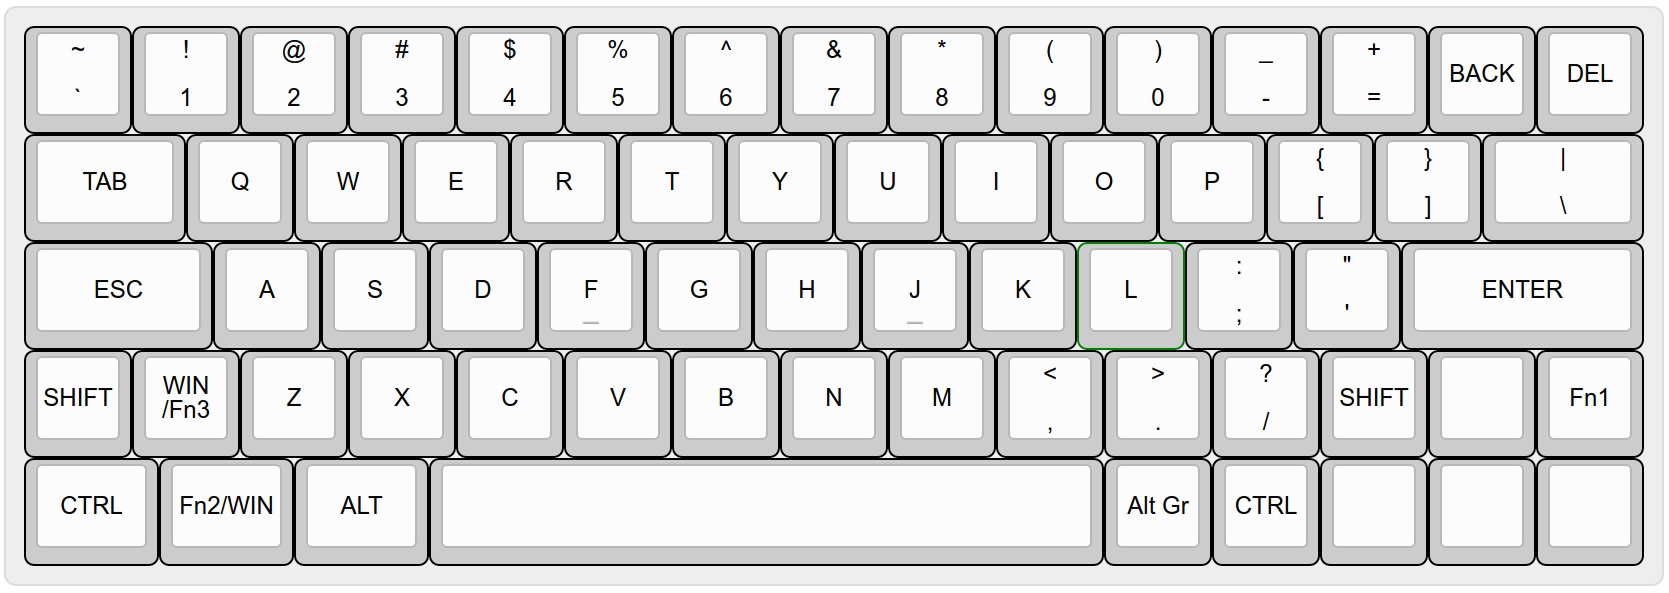 ~ ! @ # $ % ^ & * ( ) _ +
` 1 2 3 4 5 6 7 8 9 0 - = BACK DEL
{ } |
TAB Q W E R T Y U I O P [ ] \
: "
ESC A S D F G H J K L ; ' ENTER
_ _
< > ?
SHIFT WIN Z X C V B N M , . / SHIFT Fn1
/Fn3
CTRL Fn2/WIN ALT Alt Gr CTRL